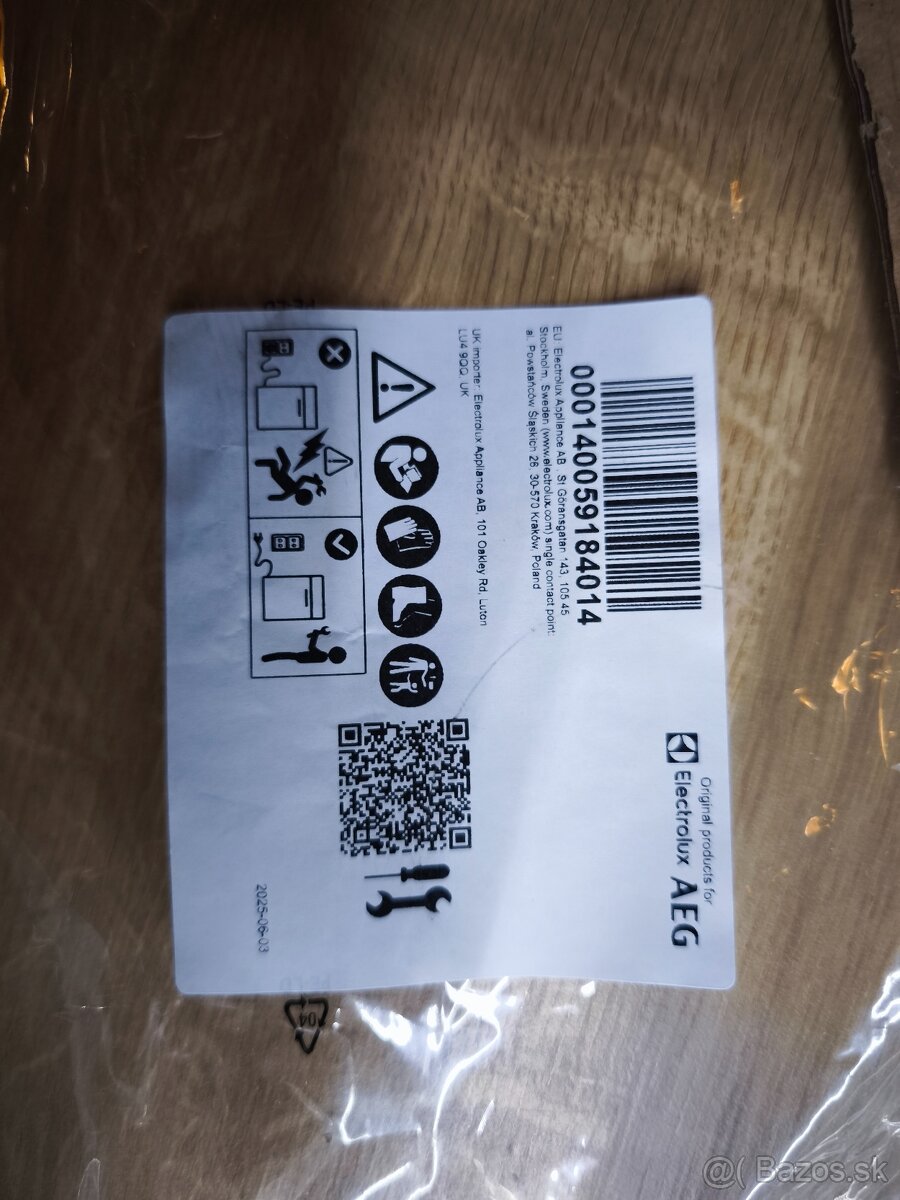 Original products for
Electrolux AEG
000140059184014
EU: Electrolux Appliance AB, St Göransgatan 143, 105 45
Stockholm, Sweden (www.electrolux.com) single contact point:
al. Powstańców Śląskich 26, 30-570 Kraków, Poland
UK importer: Electrolux Appliance AB, 101 Oakley Rd, Luton
LU4 9QQ, UK
2025-06-03
04
@( Bazos.sk